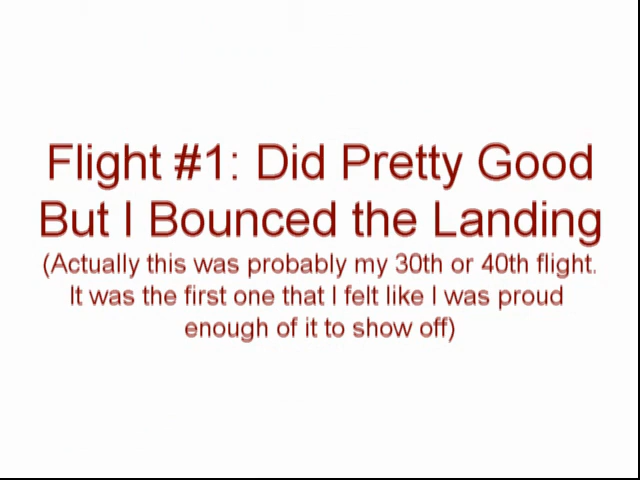 Flight #1: Did Pretty Good
But I Bounced the Landing
(Actually this was probably my 30th or 40th flight.
It was the first one that I felt like I was proud
enough of it to show off)